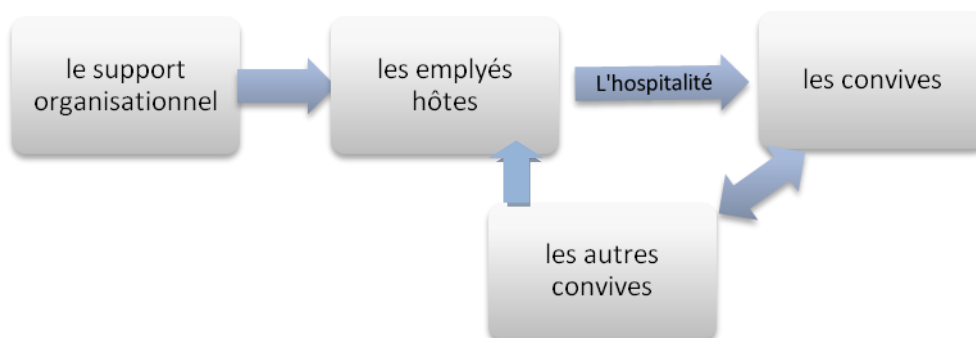 le support
organisationnel
les emplyés
hôtes
L'hospitalité
les convives
les autres
convives